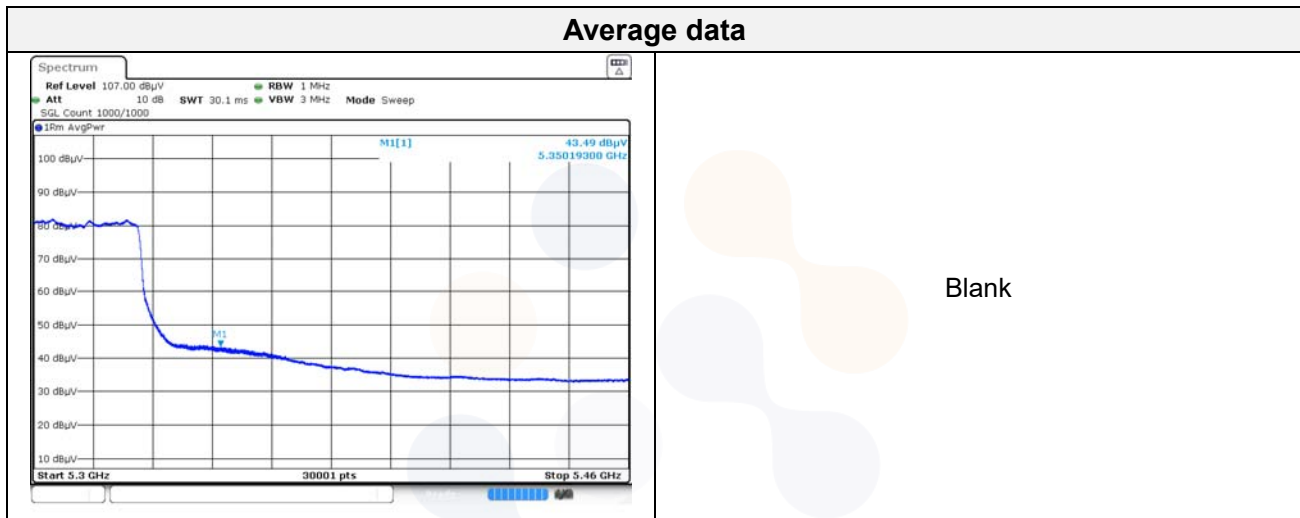 Average data
Spectrum
Ref Level 107.00 dBµV RBW 1 MHz
Att 10 dB SWT 30.1 ms VBW 3 MHz Mode Sweep
SGL Count 1000/1000
1Rm AvgPwr
M1[1] 43.49 dBµV
5.35019300 GHz
100 dBµV
90 dBµV
80 dBµV
70 dBµV
60 dBµV
50 dBµV
M1
40 dBµV
30 dBµV
20 dBµV
10 dBµV
Start 5.3 GHz 30001 pts Stop 5.46 GHz
Blank